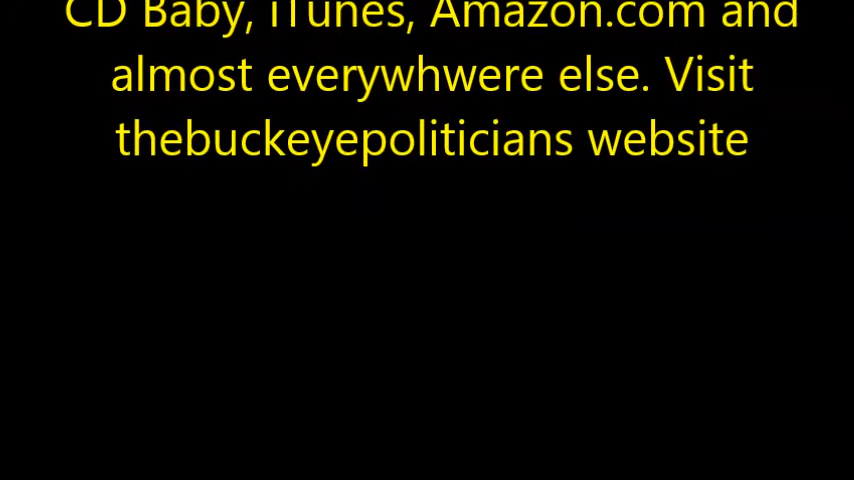 CD Baby, iTunes, Amazon.com and
almost everywhwere else. Visit
thebuckeyepoliticians website